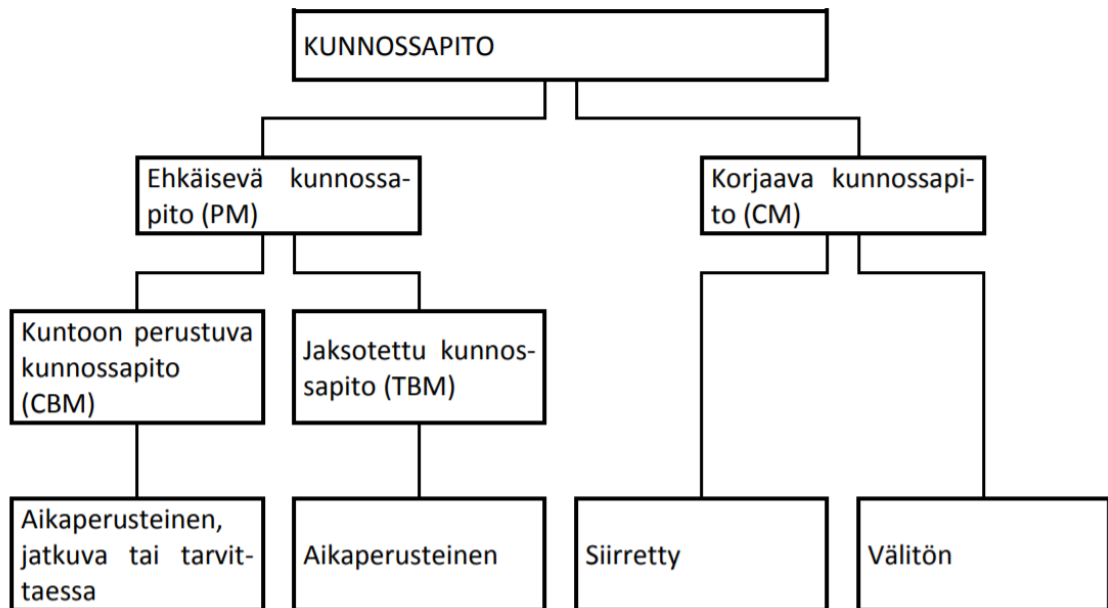 KUNNOSSAPITO
Ehkäisevä kunnossa-
pito (PM)
Korjaava kunnossapi-
to (CM)
Kuntoon perustuva
kunnossapito
(CBM)
Jaksotettu kunnos-
sapito (TBM)
Aikaperusteinen,
jatkuva tai tarvit-
taessa
Aikaperusteinen
Siirretty
Välitön